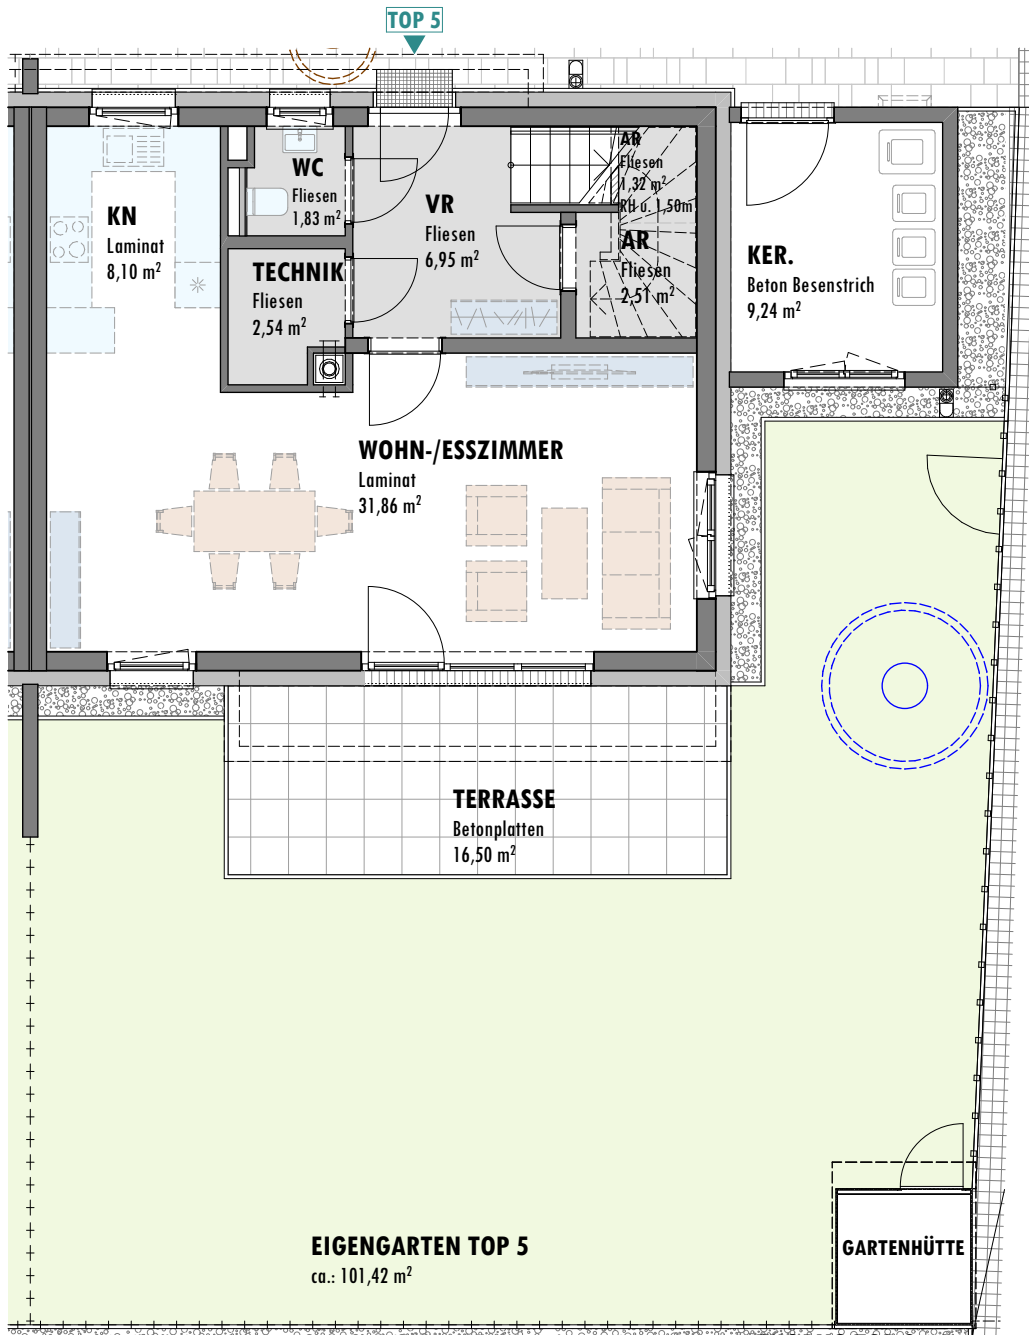 TOP 5
AR
Fliesen
1,32 m²
RH u. 1,50m
WC
Fliesen
1,83 m²
KN
Laminat
8,10 m²
VR
Fliesen
6,95 m²
AR
Fliesen
2,51 m²
KER.
Beton Besenstrich
9,24 m²
TECHNIK
Fliesen
2,54 m²
WOHN-/ESSZIMMER
Laminat
31,86 m²
TERRASSE
Betonplatten
16,50 m²
EIGENGARTEN TOP 5
ca.: 101,42 m²
GARTENHÜTTE